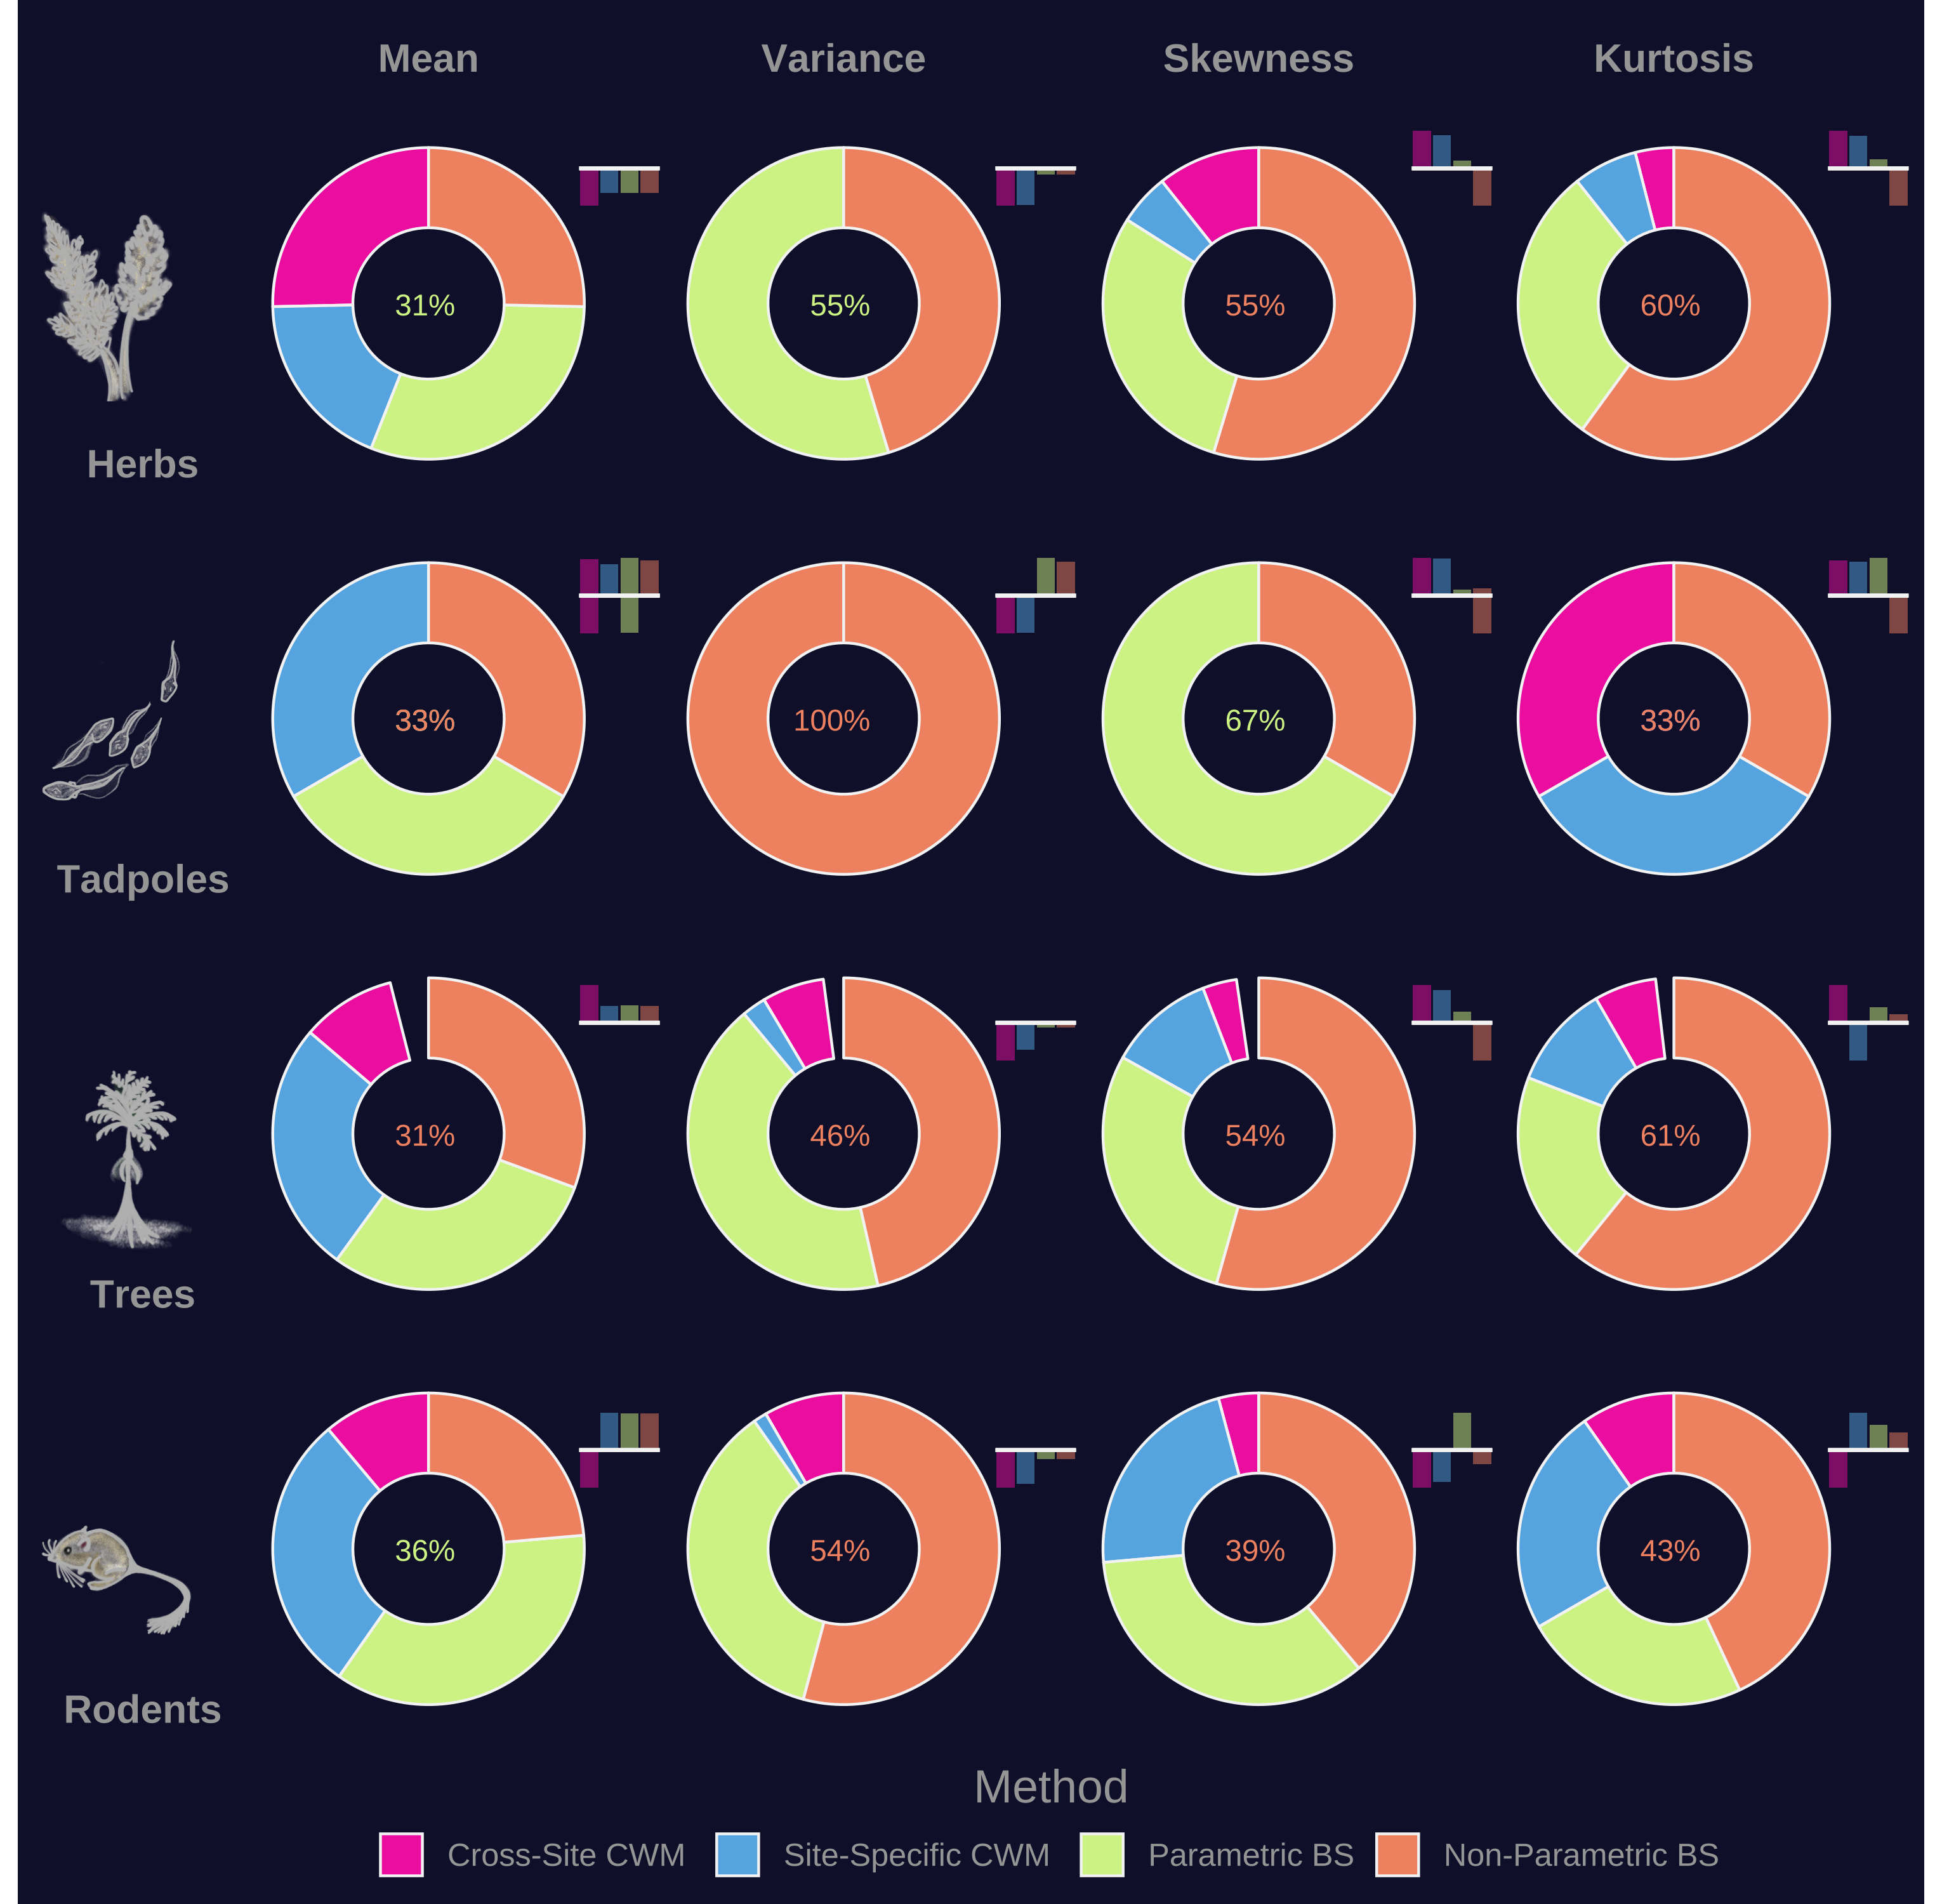 Mean Variance Skewness Kurtosis
31% 55% 55% 60%
Herbs
33% 100% 67% 33%
Tadpoles
31% 46% 54% 61%
Trees
36% 54% 39% 43%
Rodents
Method
Cross-Site CWM Site-Specific CWM Parametric BS Non-Parametric BS